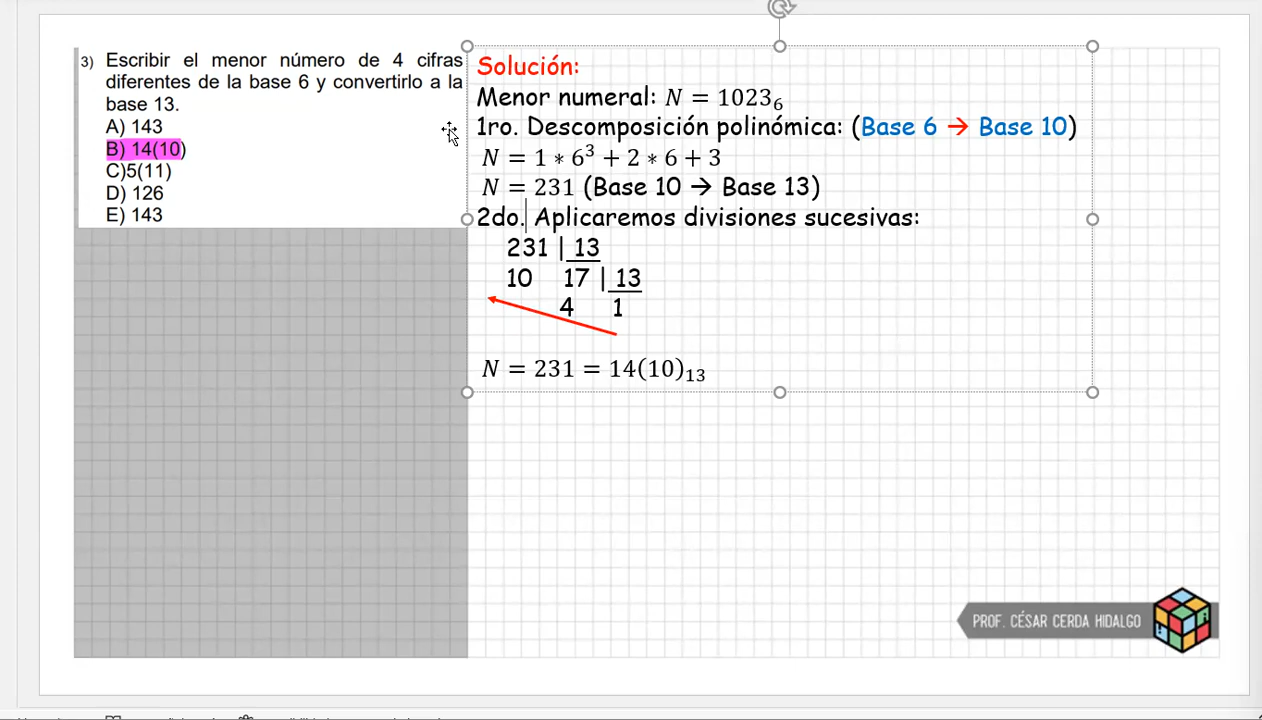 3) Escribir el menor número de 4 cifras
diferentes de la base 6 y convertirlo a la
base 13.
A) 143
B) 14(10)
C)5(11)
D) 126
E) 143
Solución:
Menor numeral: N = 1023₆
1ro. Descomposición polinómica: (Base 6 → Base 10)
N = 1 ∗ 6³ + 2 ∗ 6 + 3
N = 231 (Base 10 → Base 13)
2do. Aplicaremos divisiones sucesivas:
231 | 13
10 17 | 13
4 1
N = 231 = 14(10)₁₃
PROF. CÉSAR CERDA HIDALGO